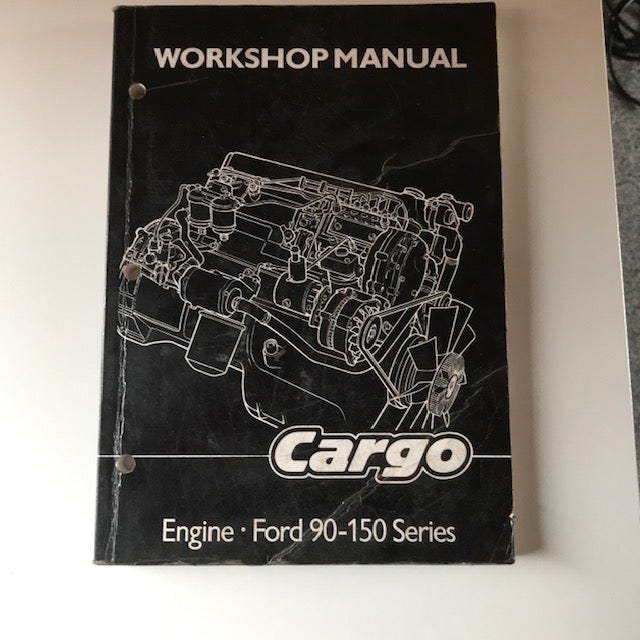 WORKSHOP MANUAL
Cargo
Engine · Ford 90-150 Series